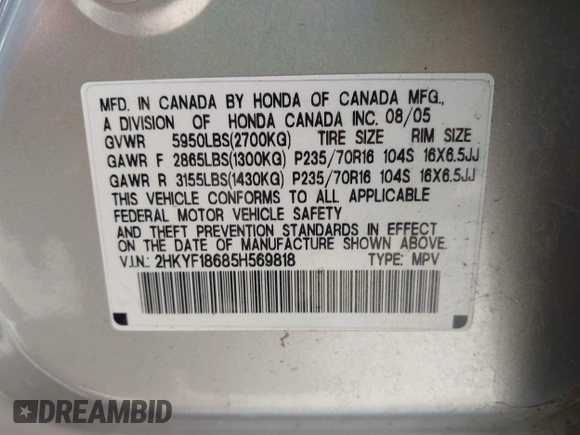 MFD. IN CANADA BY HONDA OF CANADA MFG.,
A DIVISION OF HONDA CANADA INC. 08/05
GVWR 5950LBS(2700KG) TIRE SIZE RIM SIZE
GAWR F 2865LBS(1300KG) P235/70R16 104S 16X6.5JJ
GAWR R 3155LBS(1430KG) P235/70R16 104S 16X6.5JJ
THIS VEHICLE CONFORMS TO ALL APPLICABLE
FEDERAL MOTOR VEHICLE SAFETY
AND THEFT PREVENTION STANDARDS IN EFFECT
ON THE DATE OF MANUFACTURE SHOWN ABOVE.
V.I.N.: 2HKYF18685H569818 TYPE: MPV
DREAMBID